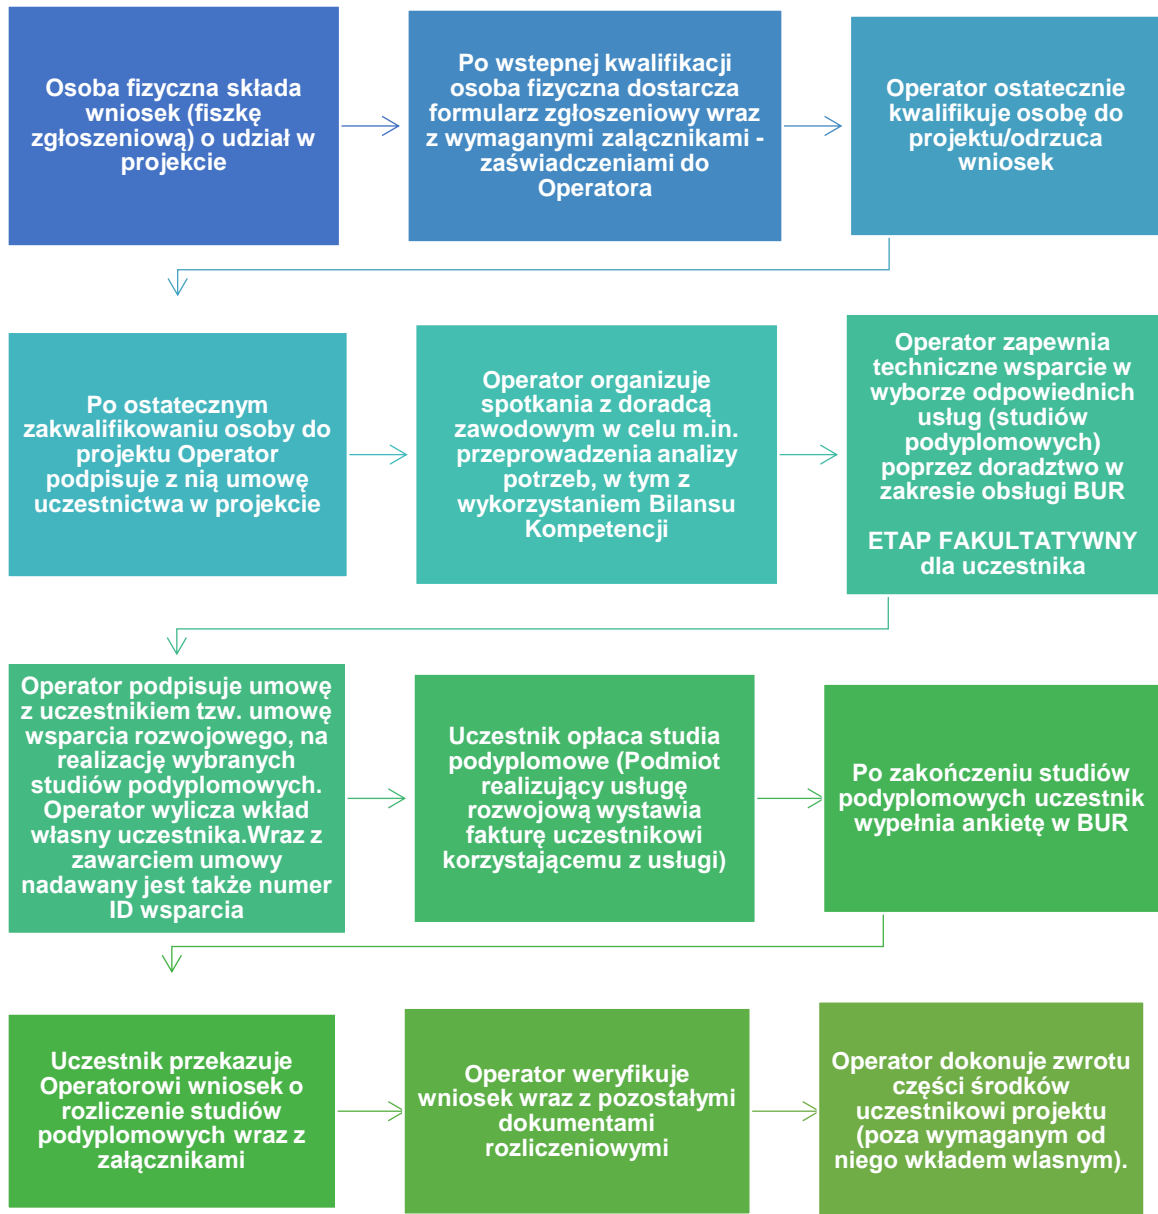 Osoba fizyczna składa
wniosek (fiszkę
zgłoszeniową) o udział w
projekcie
Po wstepnej kwalifikacji
osoba fizyczna dostarcza
formularz zgłoszeniowy wraz
z wymaganymi zalącznikami -
zaświadczeniami do
Operatora
Operator ostatecznie
kwalifikuje osobę do
projektu/odrzuca
wniosek
Po ostatecznym
zakwalifikowaniu osoby do
projektu Operator
podpisuje z nią umowę
uczestnictwa w projekcie
Operator organizuje
spotkania z doradcą
zawodowym w celu m.in.
przeprowadzenia analizy
potrzeb, w tym z
wykorzystaniem Bilansu
Kompetencji
Operator zapewnia
techniczne wsparcie w
wyborze odpowiednich
usług (studiów
podyplomowych)
poprzez doradztwo w
zakresie obsługi BUR
ETAP FAKULTATYWNY
dla uczestnika
Operator podpisuje umowę
z uczestnikiem tzw. umowę
wsparcia rozwojowego, na
realizację wybranych
studiów podyplomowych.
Operator wylicza wkład
własny uczestnika.Wraz z
zawarciem umowy
nadawany jest także numer
ID wsparcia
Uczestnik opłaca studia
podyplomowe (Podmiot
realizujący usługę
rozwojową wystawia
fakturę uczestnikowi
korzystającemu z usługi)
Po zakończeniu studiów
podyplomowych uczestnik
wypełnia ankietę w BUR
Uczestnik przekazuje
Operatorowi wniosek o
rozliczenie studiów
podyplomowych wraz z
załącznikami
Operator weryfikuje
wniosek wraz z pozostałymi
dokumentami
rozliczeniowymi
Operator dokonuje zwrotu
części środków
uczestnikowi projektu
(poza wymaganym od
niego wkładem wlasnym).